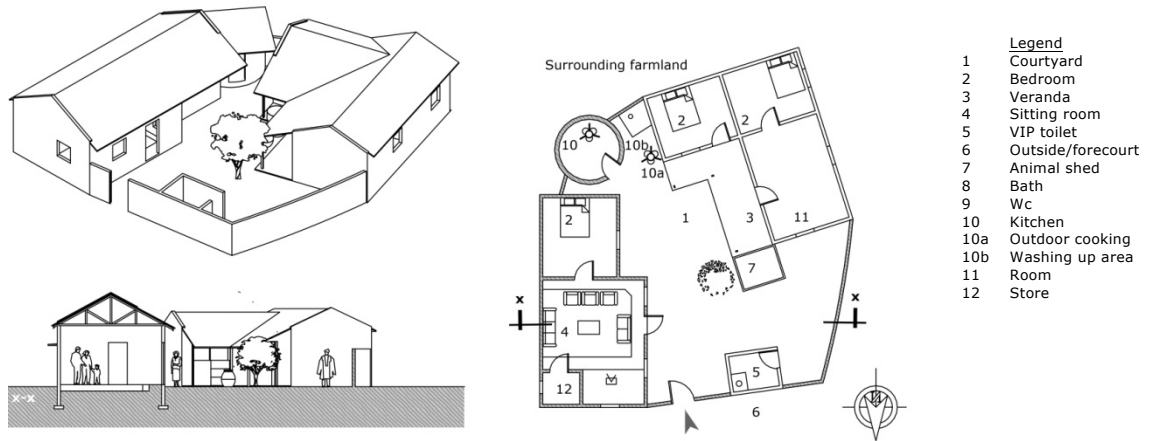 Surrounding farmland
2
2
10
10b
10a
2
1
3
11
7
x
x
4
12
5
6
x-x
N
Legend
1 Courtyard
2 Bedroom
3 Veranda
4 Sitting room
5 VIP toilet
6 Outside/forecourt
7 Animal shed
8 Bath
9 Wc
10 Kitchen
10a Outdoor cooking
10b Washing up area
11 Room
12 Store